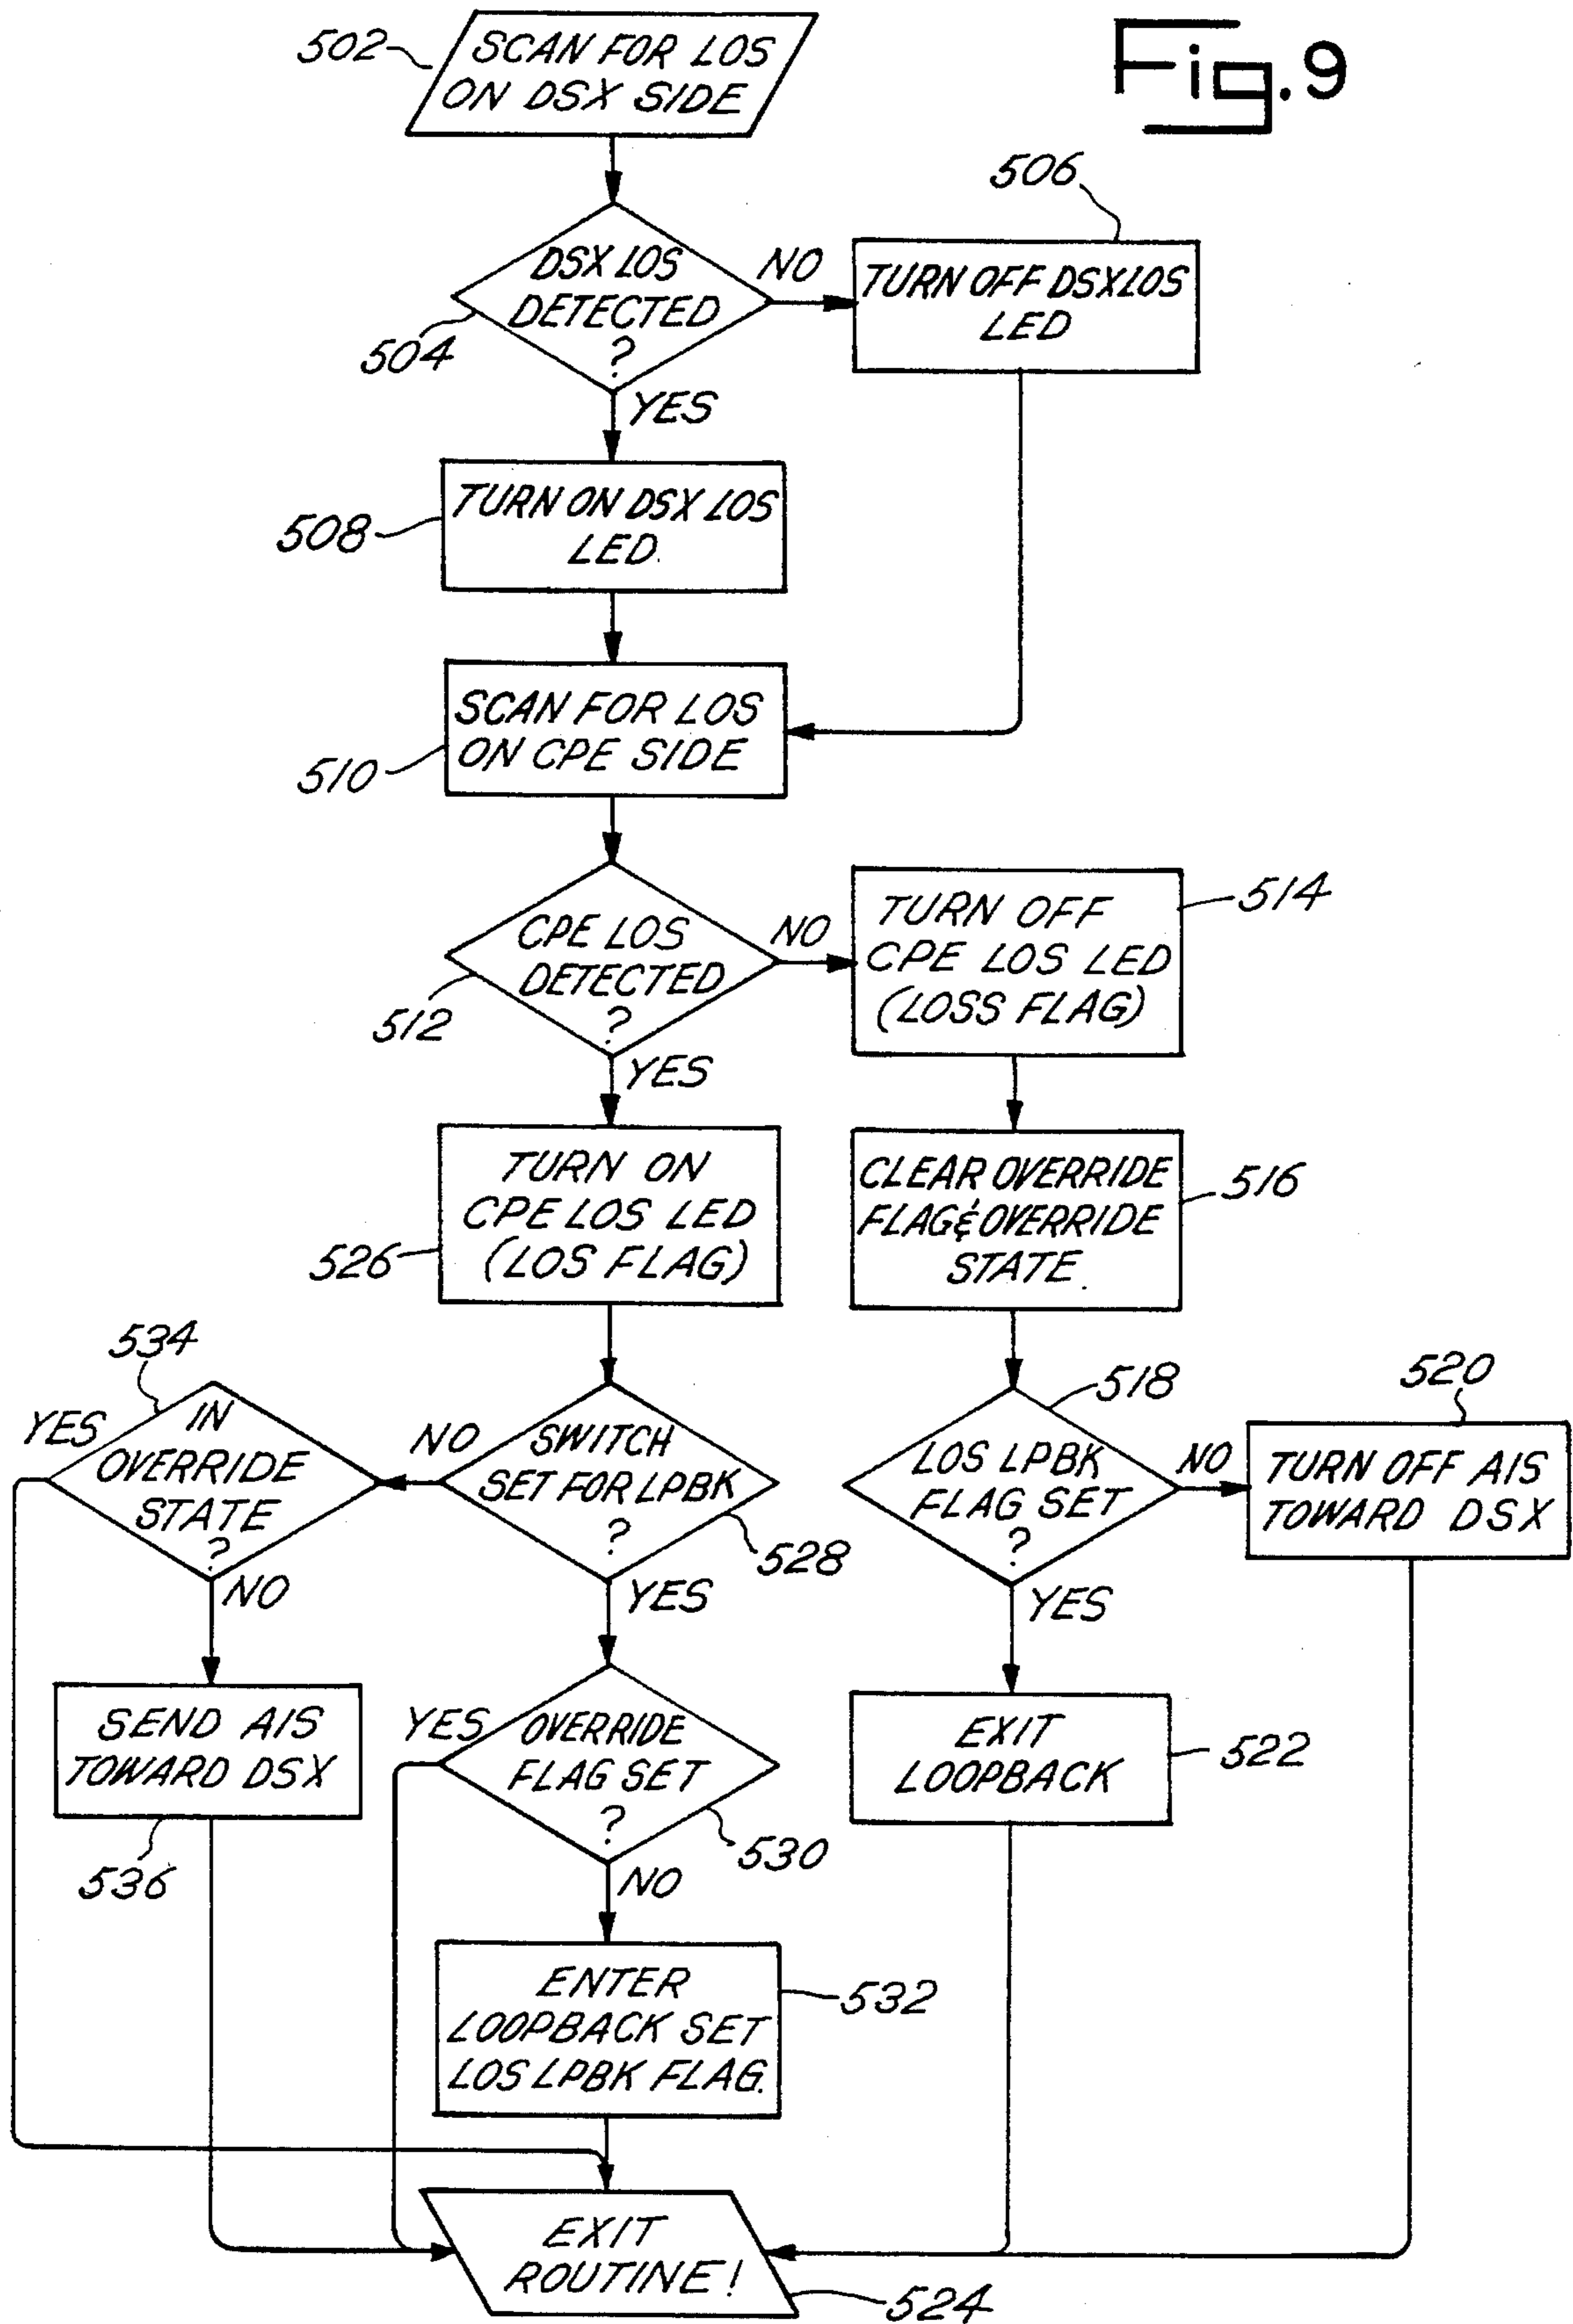 Fig. 9
502
SCAN FOR LOS
ON DSX SIDE
506
DSX LOS
DETECTED
?
NO
504
TURN OFF DSX LOS
LED
YES
508
TURN ON DSX LOS
LED.
SCAN FOR LOS
ON CPE SIDE
510
CPE LOS
DETECTED
?
NO
512
TURN OFF
CPE LOS LED
(LOSS FLAG)
514
YES
TURN ON
CPE LOS LED
(LOS FLAG)
526
CLEAR OVERRIDE
FLAG & OVERRIDE
STATE.
516
534
YES
IN
OVERRIDE
STATE
?
NO
SWITCH
SET FOR LPBK
?
528
518
LOS LPBK
FLAG SET
?
NO
520
TURN OFF AIS
TOWARD DSX
NO
YES
YES
SEND AIS
TOWARD DSX
536
YES
OVERRIDE
FLAG SET
?
530
EXIT
LOOPBACK
522
NO
ENTER
LOOPBACK SET
LOS LPBK FLAG.
532
EXIT
ROUTINE!
524